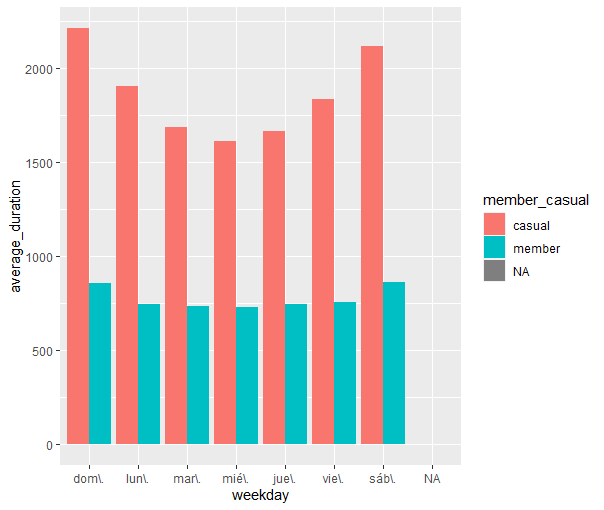 2000
1500
1000
500
0
average_duration
dom\.
lun\.
mar\.
mié\.
jue\.
vie\.
sáb\.
NA
weekday
member_casual
casual
member
NA